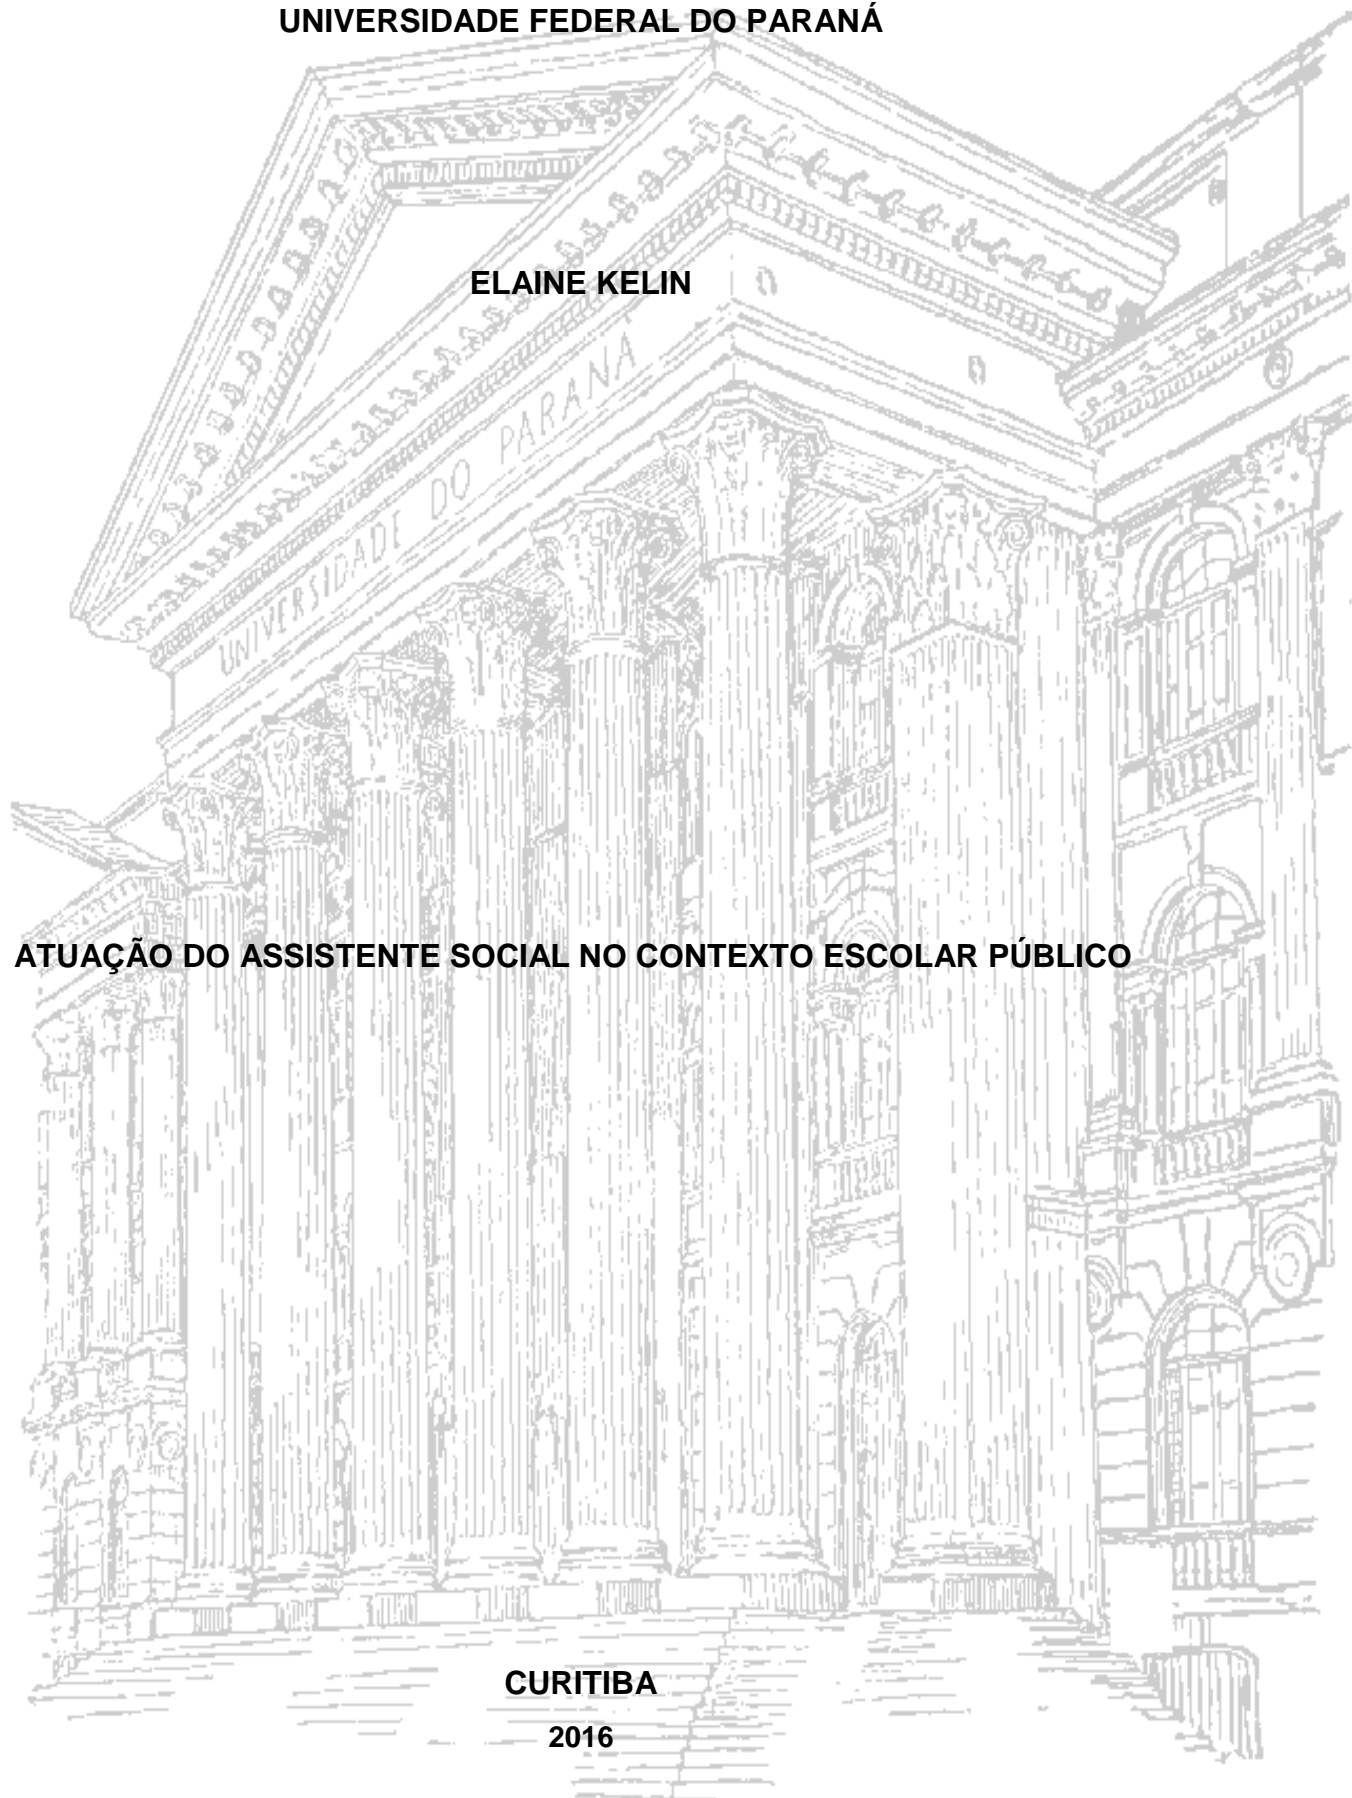 UNIVERSIDADE FEDERAL DO PARANÁ
ELAINE KELIN
UNIVERSIDADE DO PARANÁ
ATUAÇÃO DO ASSISTENTE SOCIAL NO CONTEXTO ESCOLAR PÚBLICO
CURITIBA
2016